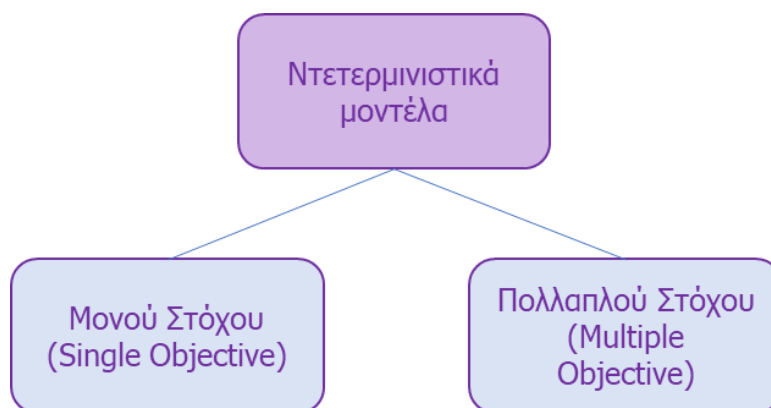 Ντετερμινιστικά
μοντέλα
Μονού Στόχου
(Single Objective)
Πολλαπλού Στόχου
(Multiple
Objective)